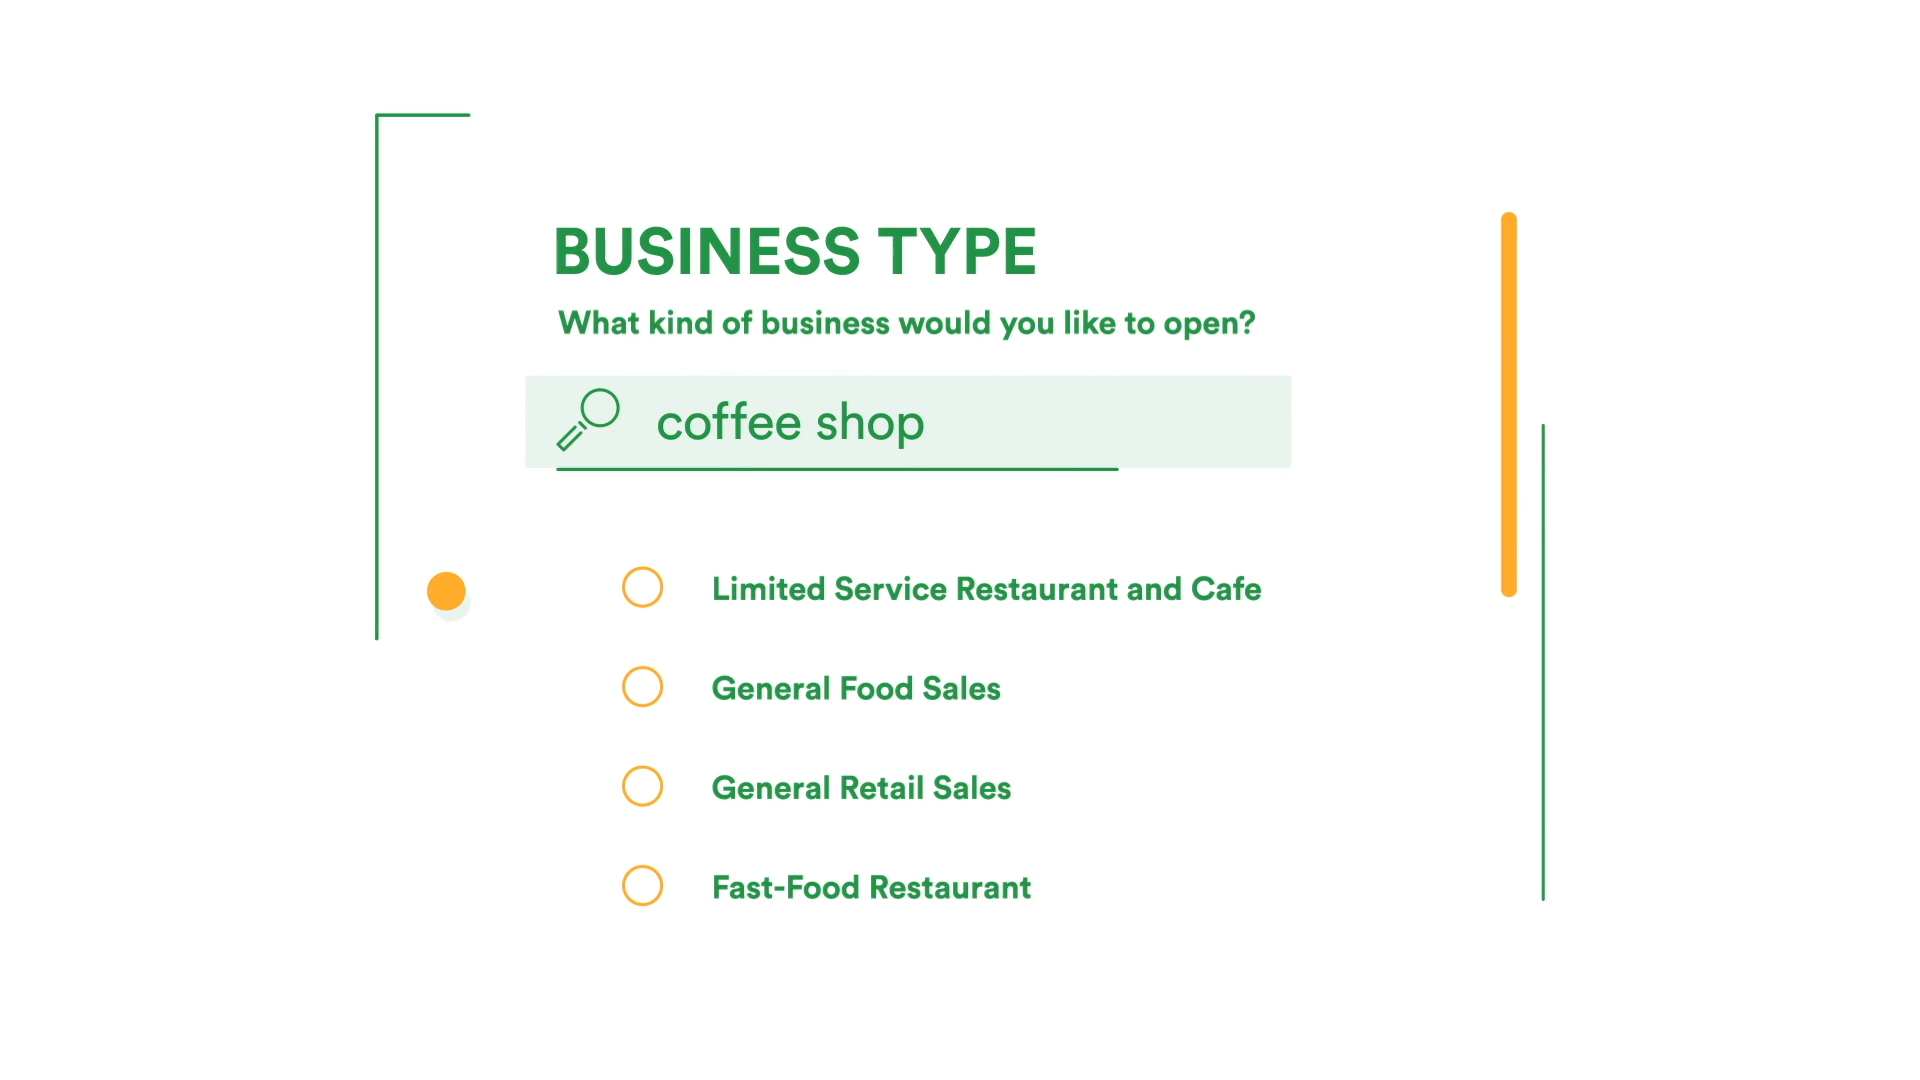 BUSINESS TYPE
What kind of business would you like to open?
coffee shop
Limited Service Restaurant and Cafe
General Food Sales
General Retail Sales
Fast-Food Restaurant